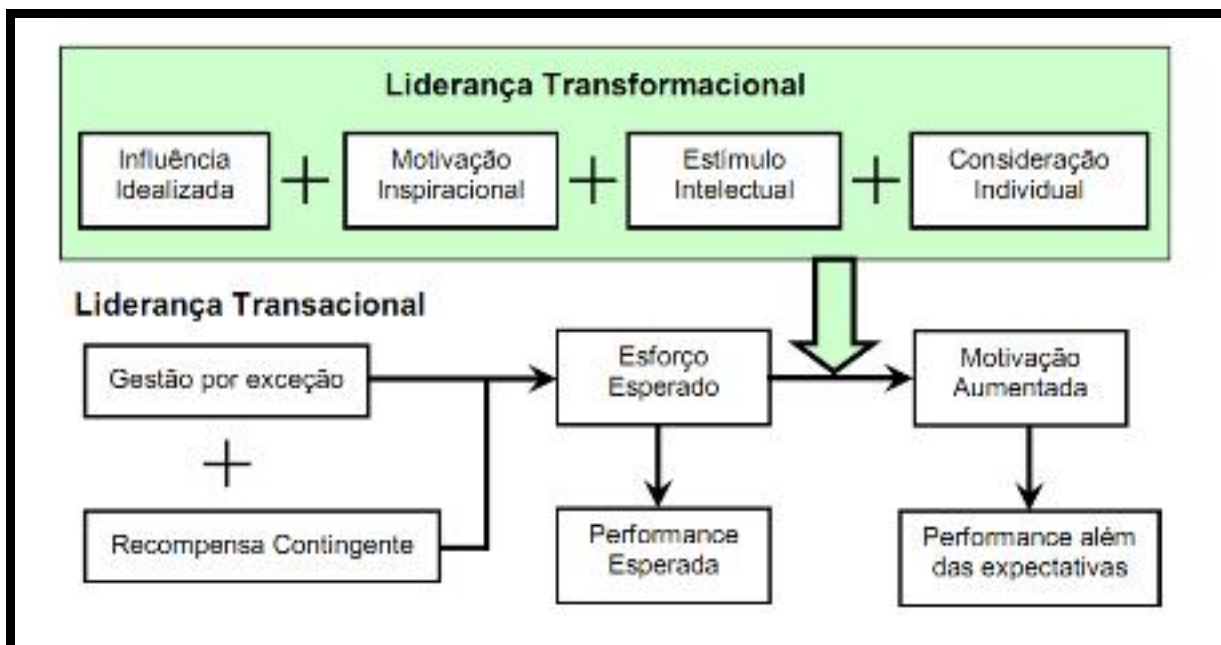 Liderança Transformacional
Influência
Idealizada
+
Motivação
Inspiracional
+
Estímulo
Intelectual
+
Consideração
Individual
Liderança Transacional
Gestão por exceção
+
Recompensa Contingente
Esforço
Esperado
Motivação
Aumentada
Performance
Esperada
Performance além
das expectativas